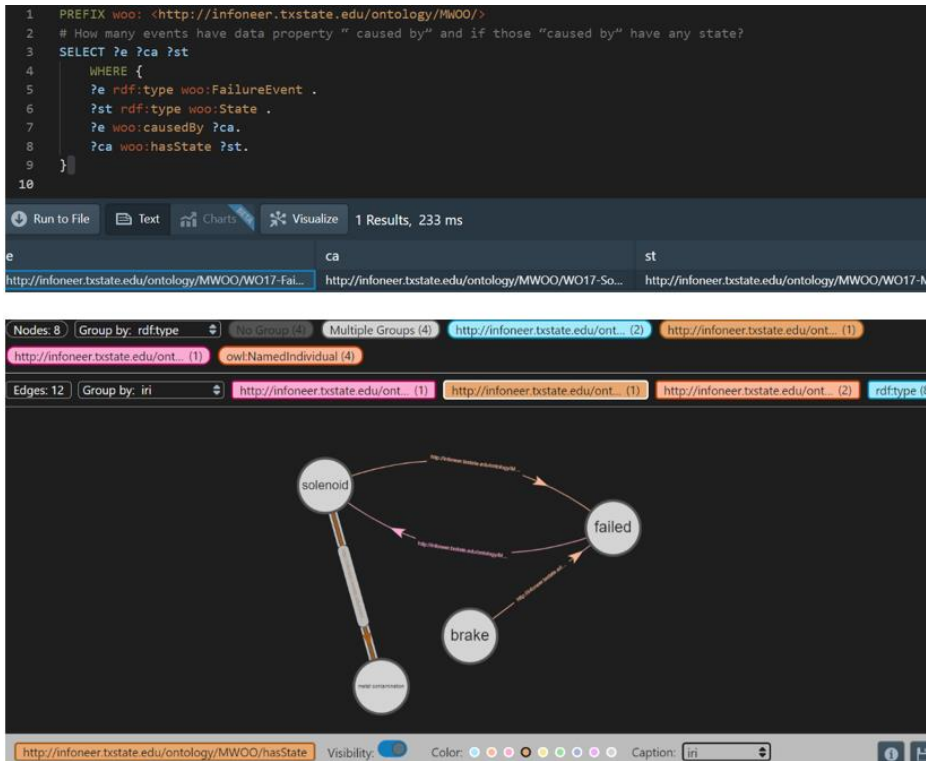 1 PREFIX woo: <http://infoneer.txstate.edu/ontology/MWOO/>
2 # How many events have data property " caused by" and if those "caused by" have any state?
3 SELECT ?e ?ca ?st
4 WHERE {
5 ?e rdf:type woo:FailureEvent .
6 ?st rdf:type woo:State .
7 ?e woo:causedBy ?ca.
8 ?ca woo:hasState ?st.
9 }
10
Run to File Text Charts BETA Visualize 1 Results, 233 ms
e ca st
http://infoneer.txstate.edu/ontology/MWOO/WO17-Fai... http://infoneer.txstate.edu/ontology/MWOO/WO17-So... http://infoneer.txstate.edu/ontology/MWOO/WO17-M
Nodes: 8 Group by: rdf:type No Group (4) Multiple Groups (4) http://infoneer.txstate.edu/ont... (2) http://infoneer.txstate.edu/ont... (1)
http://infoneer.txstate.edu/ont... (1) owl:NamedIndividual (4)
Edges: 12 Group by: iri http://infoneer.txstate.edu/ont... (1) http://infoneer.txstate.edu/ont... (1) http://infoneer.txstate.edu/ont... (2) rdf:type (8
solenoid
failed
brake
metal contamination
http://infoneer.txstate.edu/ontology/MWOO/hasState Visibility: Color: Caption: iri